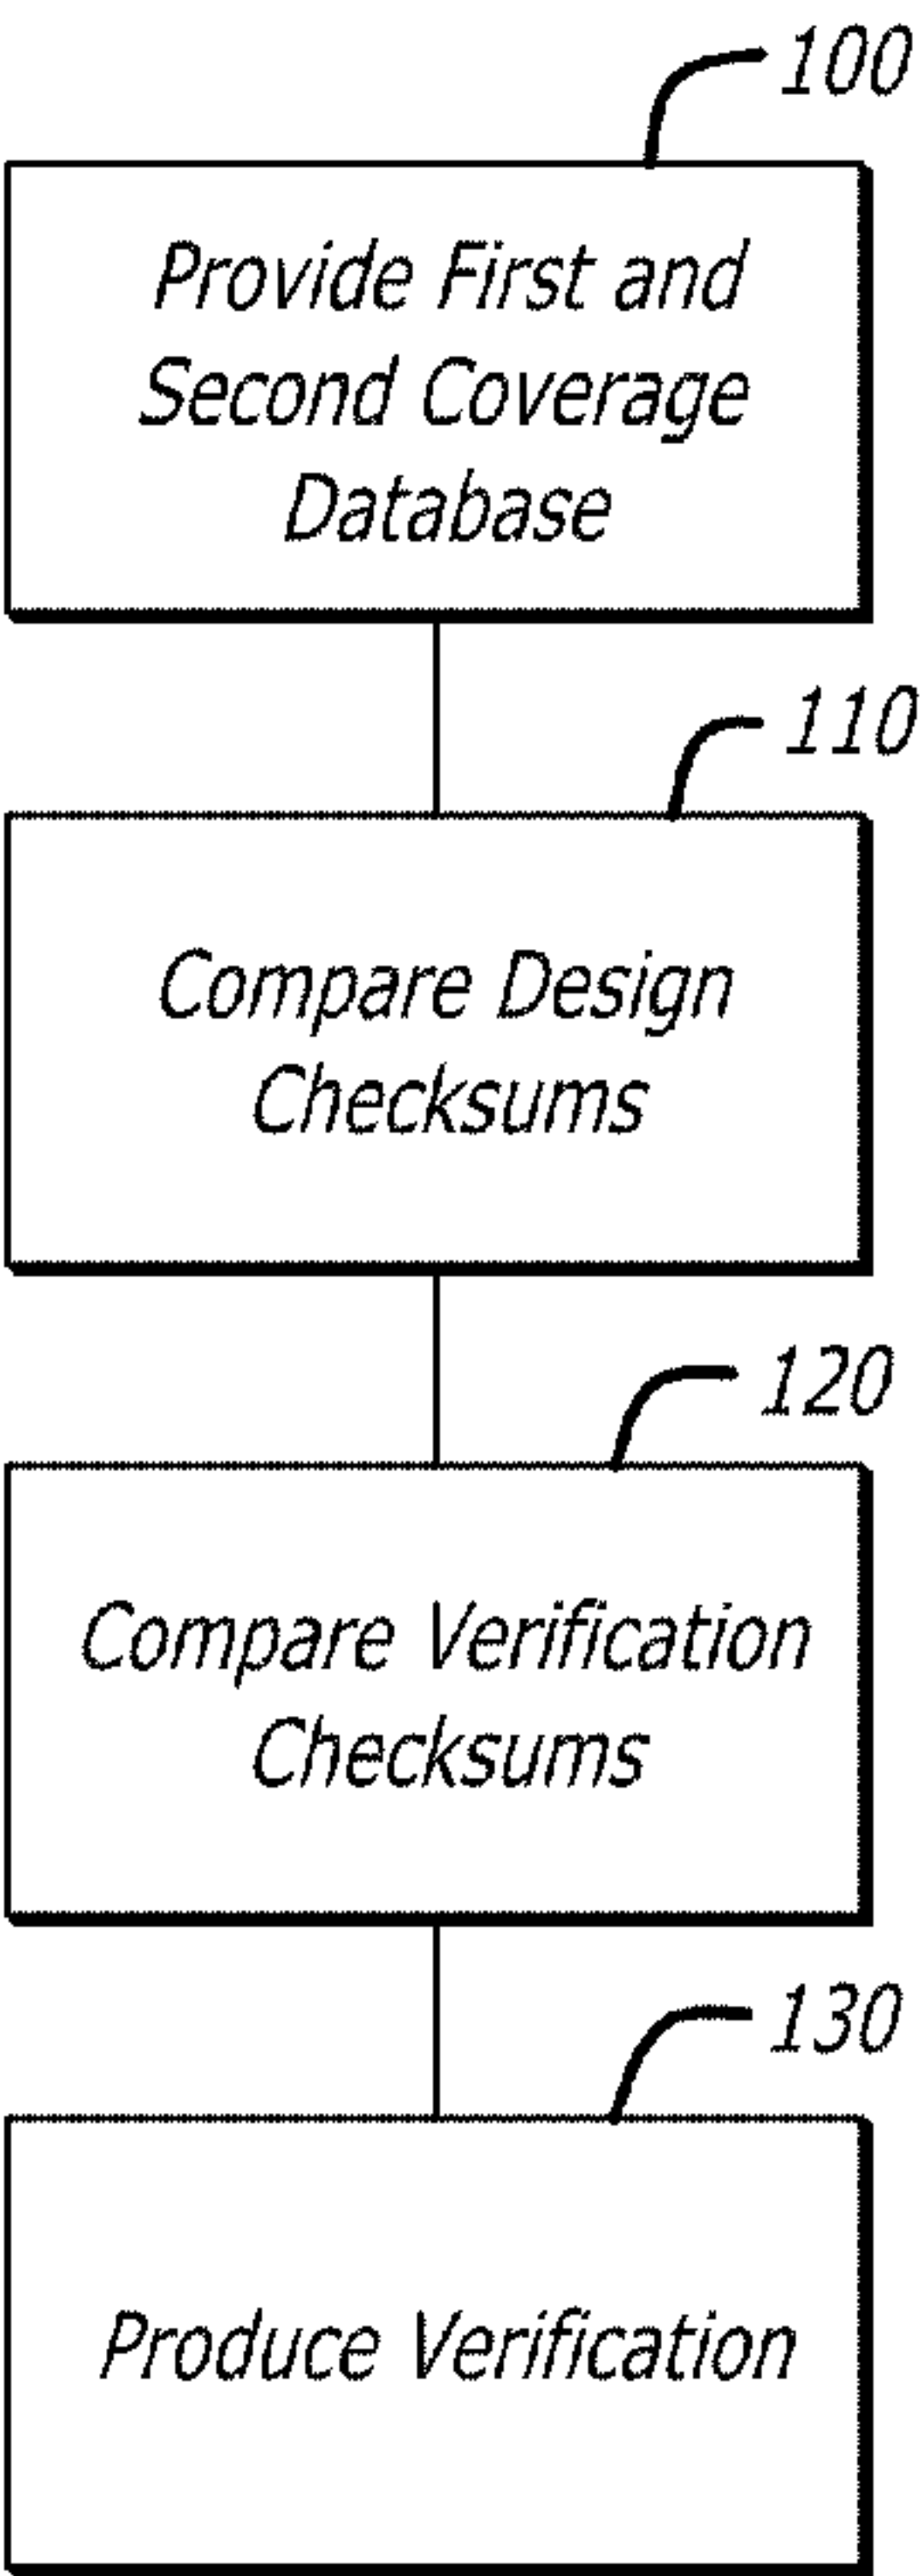 100
Provide First and
Second Coverage
Database
110
Compare Design
Checksums
120
Compare Verification
Checksums
130
Produce Verification